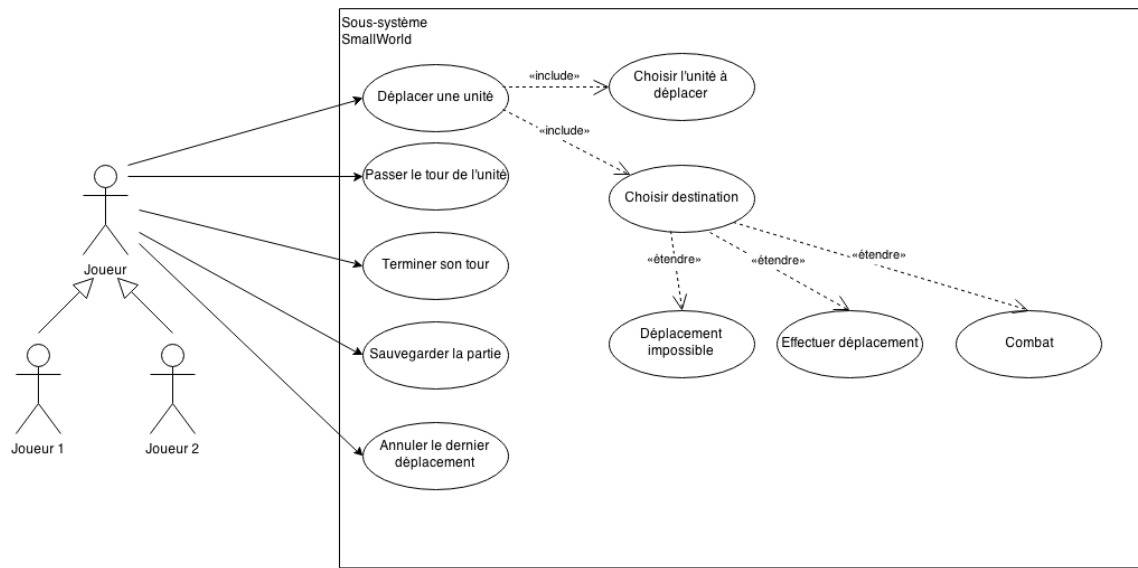 Sous-système
SmallWorld
Déplacer une unité
«include»
Choisir l'unité à
déplacer
«include»
Passer le tour de l'unité
Choisir destination
Joueur
Terminer son tour
«étendre»
«étendre»
«étendre»
Déplacement
impossible
Effectuer déplacement
Combat
Sauvegarder la partie
Joueur 1
Joueur 2
Annuler le dernier
déplacement